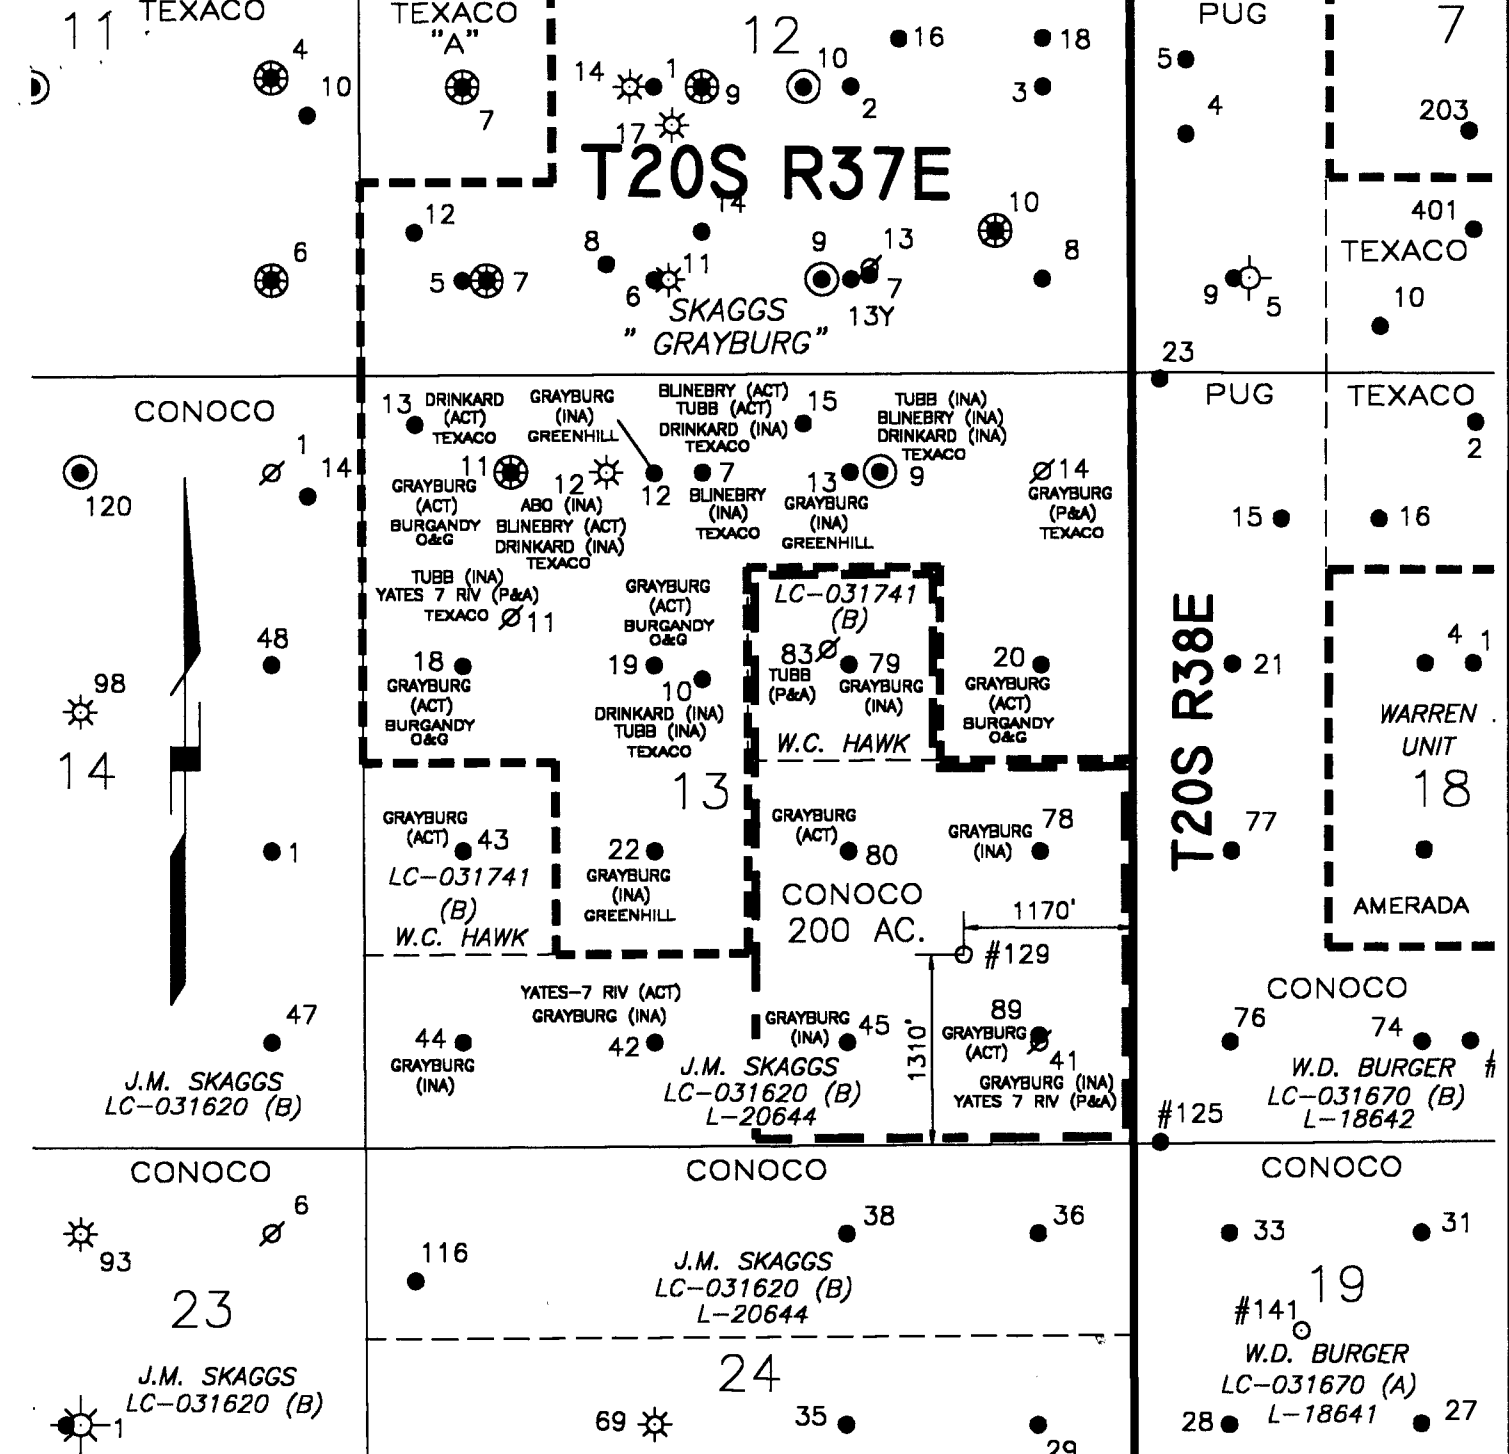 11
TEXACO
4
10
TEXACO
"A"
7
12
16
18
14
1
9
10
2
3
17
T20S R37E
PUG
5
4
7
203
401
TEXACO
9
5
10
6
12
5
7
8
14
6
11
9
13
7
13Y
10
8
SKAGGS
" GRAYBURG"
23
CONOCO
1
14
120
13
DRINKARD
(ACT)
TEXACO
GRAYBURG
(INA)
GREENHILL
12
BLINEBRY (ACT)
TUBB (ACT)
DRINKARD (INA)
TEXACO
15
TUBB (INA)
BLINEBRY (INA)
DRINKARD (INA)
TEXACO
9
PUG
TEXACO
2
15
16
11
GRAYBURG
(ACT)
BURGANDY
O&G
12
ABO (INA)
BLINEBRY (ACT)
DRINKARD (INA)
TEXACO
7
BLINEBRY
(INA)
TEXACO
13
GRAYBURG
(INA)
GREENHILL
14
GRAYBURG
(P&A)
TEXACO
TUBB (INA)
YATES 7 RIV (P&A)
TEXACO
11
48
98
14
18
GRAYBURG
(ACT)
BURGANDY
O&G
GRAYBURG
(ACT)
BURGANDY
O&G
19
10
DRINKARD (INA)
TUBB (INA)
TEXACO
LC-031741
(B)
83
TUBB
(P&A)
79
GRAYBURG
(INA)
W.C. HAWK
20
GRAYBURG
(ACT)
BURGANDY
O&G
T20S R38E
21
4
1
WARREN
UNIT
18
13
1
GRAYBURG
(ACT)
43
LC-031741
(B)
W.C. HAWK
22
GRAYBURG
(INA)
GREENHILL
GRAYBURG
(ACT)
80
GRAYBURG
(INA)
78
CONOCO
200 AC.
1170'
#129
1310'
77
AMERADA
47
J.M. SKAGGS
LC-031620 (B)
44
GRAYBURG
(INA)
YATES-7 RIV (ACT)
GRAYBURG (INA)
42
GRAYBURG
(INA)
45
J.M. SKAGGS
LC-031620 (B)
L-20644
89
GRAYBURG
(ACT)
41
GRAYBURG (INA)
YATES 7 RIV (P&A)
CONOCO
76
74
W.D. BURGER
#
LC-031670 (B)
L-18642
#125
CONOCO
6
93
23
J.M. SKAGGS
LC-031620 (B)
1
CONOCO
38
36
116
J.M. SKAGGS
LC-031620 (B)
L-20644
24
69
35
29
CONOCO
33
31
19
#141
W.D. BURGER
LC-031670 (A)
L-18641
28
27